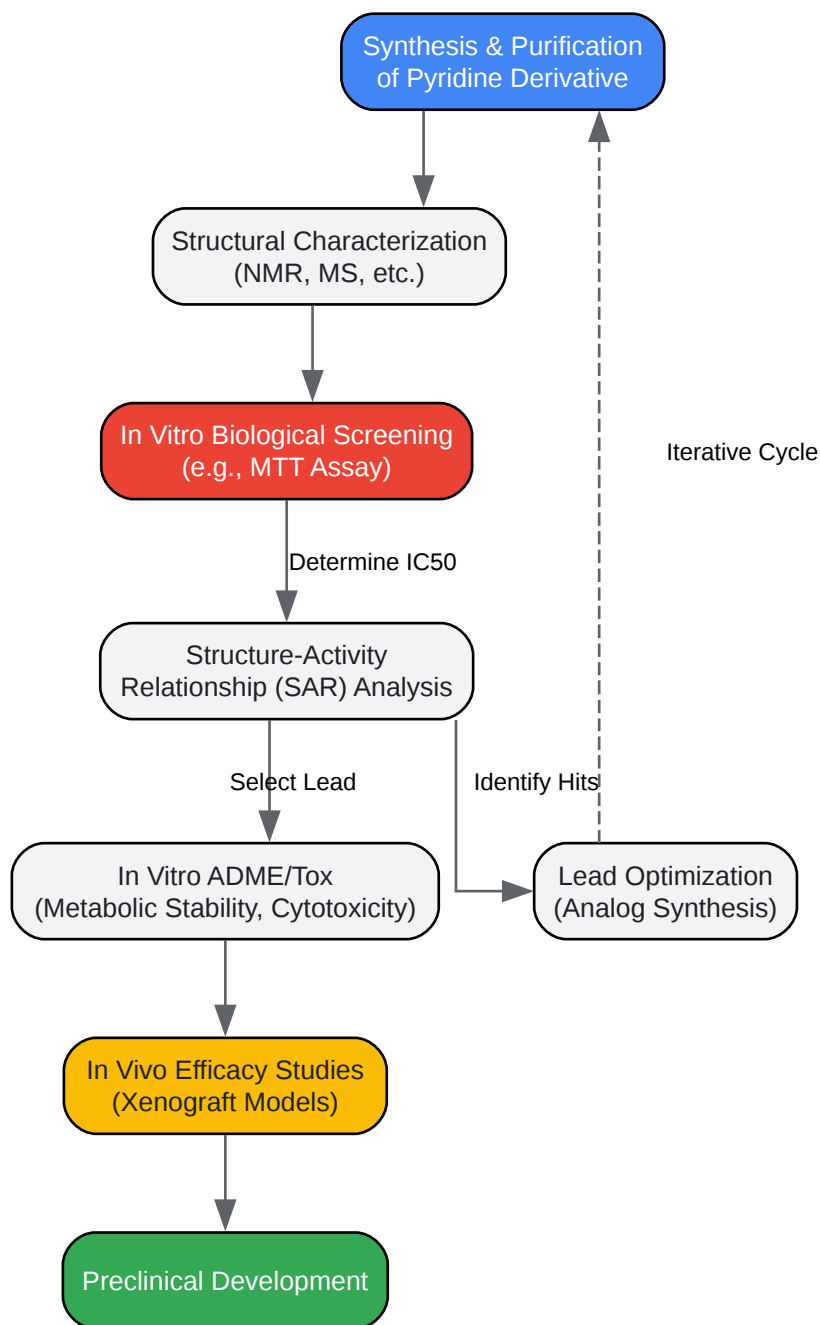 Synthesis & Purification
of Pyridine Derivative
Structural Characterization
(NMR, MS, etc.)
In Vitro Biological Screening
(e.g., MTT Assay)
Iterative Cycle
Determine IC50
Structure-Activity
Relationship (SAR) Analysis
Select Lead
Identify Hits
In Vitro ADME/Tox
(Metabolic Stability, Cytotoxicity)
Lead Optimization
(Analog Synthesis)
In Vivo Efficacy Studies
(Xenograft Models)
Preclinical Development